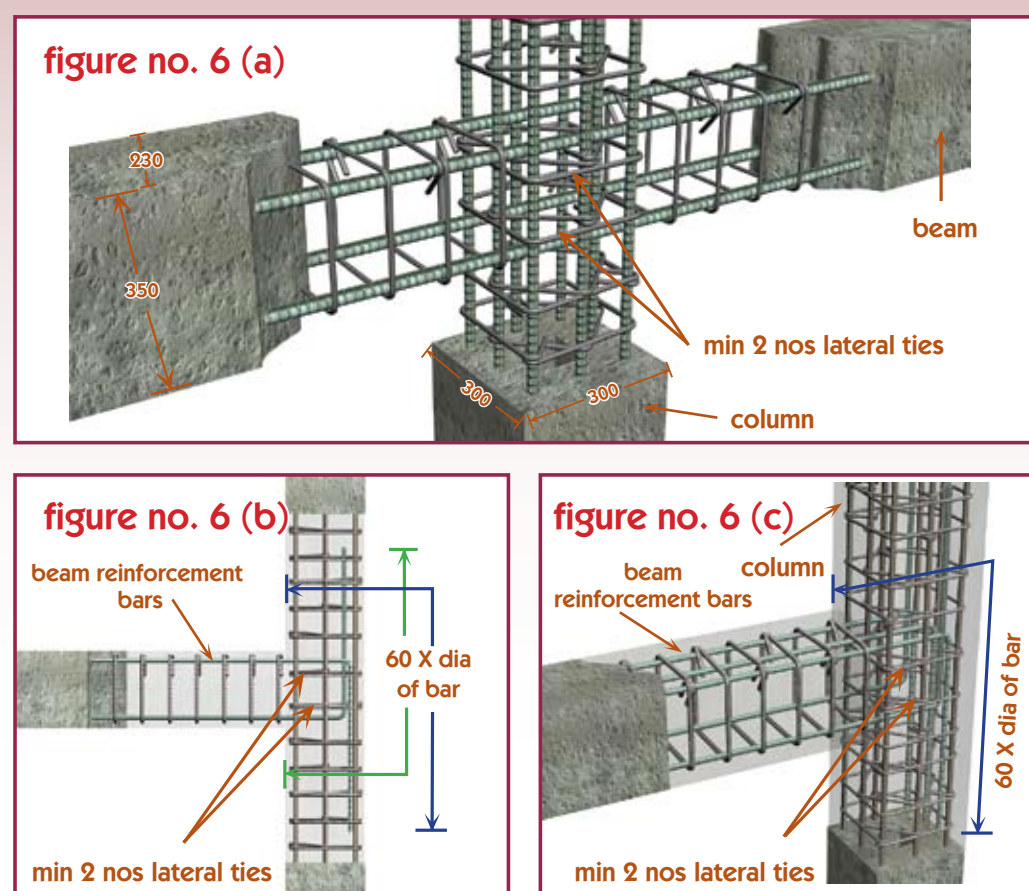 figure no. 6 (a)
230
350
beam
min 2 nos lateral ties
300
300
column
figure no. 6 (b)
beam reinforcement
bars
60 X dia
of bar
min 2 nos lateral ties
figure no. 6 (c)
column
beam
reinforcement bars
60 X dia of bar
min 2 nos lateral ties